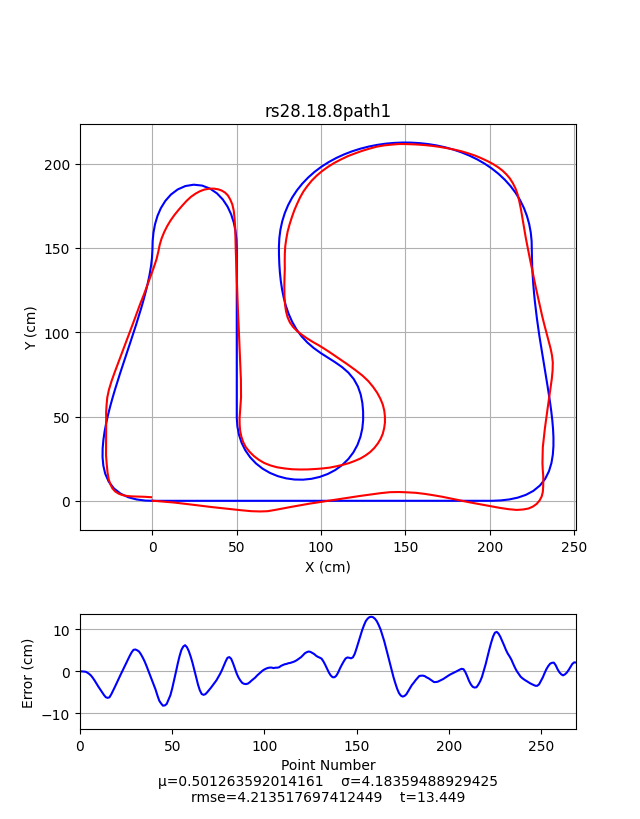 rs28.18.8path1
200
150
100
50
0
Y (cm)
0 50 100 150 200 250
X (cm)
10
0
−10
Error (cm)
0 50 100 150 200 250
Point Number
μ=0.501263592014161 σ=4.18359488929425
rmse=4.213517697412449 t=13.449